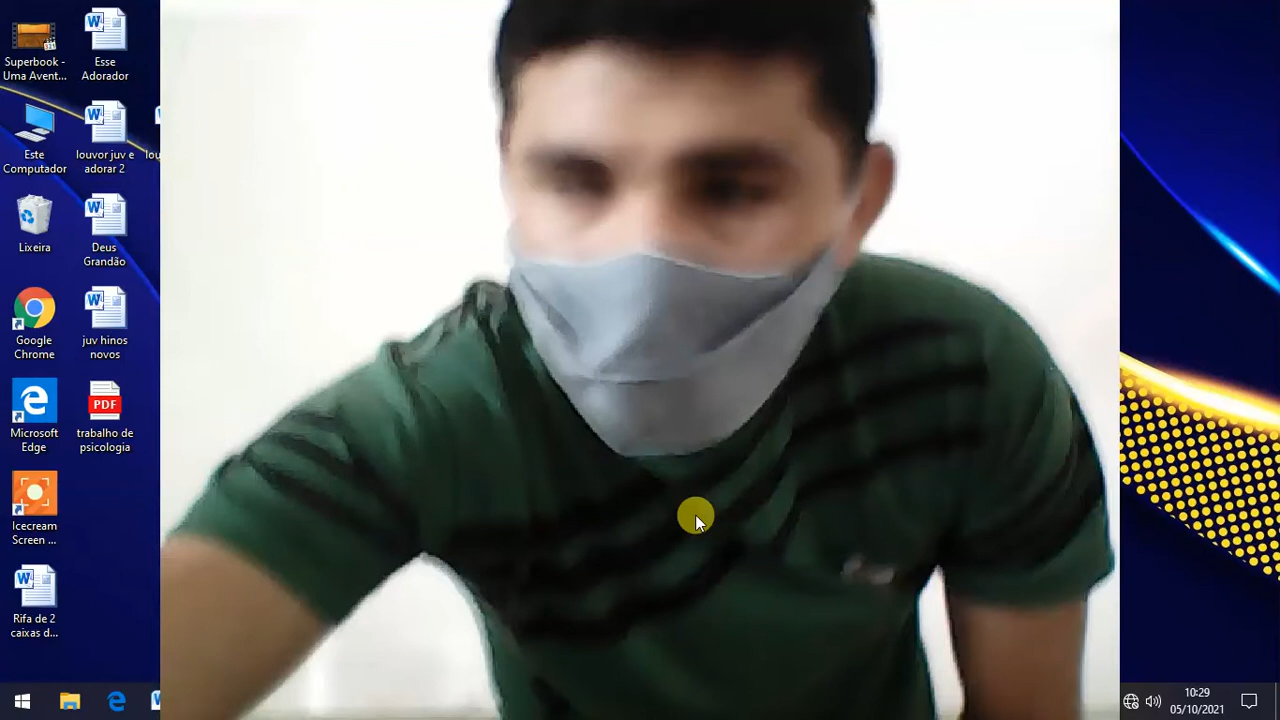 Superbook -
Uma Avent...
Esse
Adorador
Este
Computador
louvor juv e
adorar 2
lou
Lixeira
Deus
Grandão
Google
Chrome
juv hinos
novos
Microsoft
Edge
PDF
trabalho de
psicologia
Icecream
Screen ...
Rifa de 2
caixas d...
10:29
05/10/2021